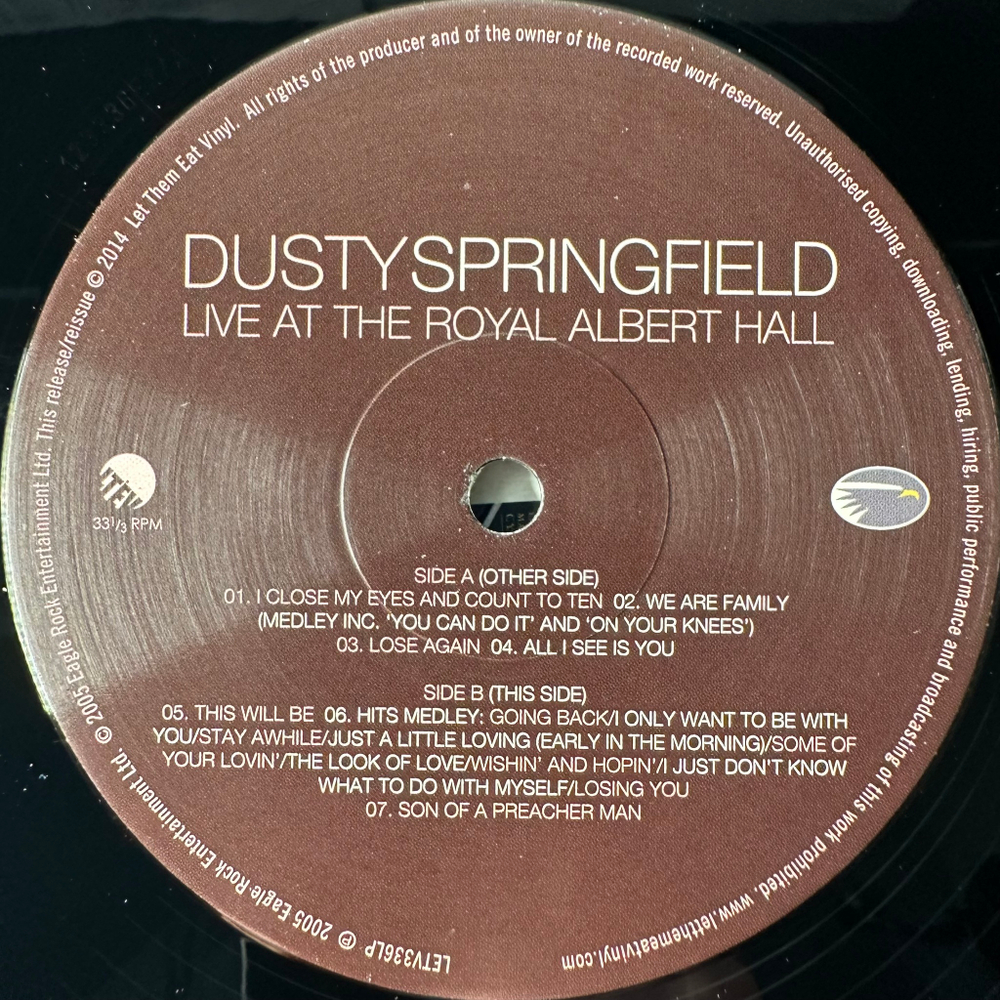 DUSTY SPRINGFIELD
LIVE AT THE ROYAL ALBERT HALL
33 1/3 RPM
SIDE A (OTHER SIDE)
01. I CLOSE MY EYES AND COUNT TO TEN 02. WE ARE FAMILY
(MEDLEY INC. 'YOU CAN DO IT' AND 'ON YOUR KNEES')
03. LOSE AGAIN 04. ALL I SEE IS YOU
SIDE B (THIS SIDE)
05. THIS WILL BE 06. HITS MEDLEY: GOING BACK/I ONLY WANT TO BE WITH
YOU/STAY AWHILE/JUST A LITTLE LOVING (EARLY IN THE MORNING)/SOME OF
YOUR LOVIN'/THE LOOK OF LOVE/WISHIN' AND HOPIN'/I JUST DON'T KNOW
WHAT TO DO WITH MYSELF/LOSING YOU
07. SON OF A PREACHER MAN
LETV336LP ℗ 2005 Eagle Rock Entertainment Ltd. © 2005 Eagle Rock Entertainment Ltd. This release/reissue © 2014 Let Them Eat Vinyl. All rights of the producer and of the owner of the recorded work reserved. Unauthorised copying, downloading, lending, hiring, public performance and broadcasting of this work prohibited. www.letthemeatvinyl.com